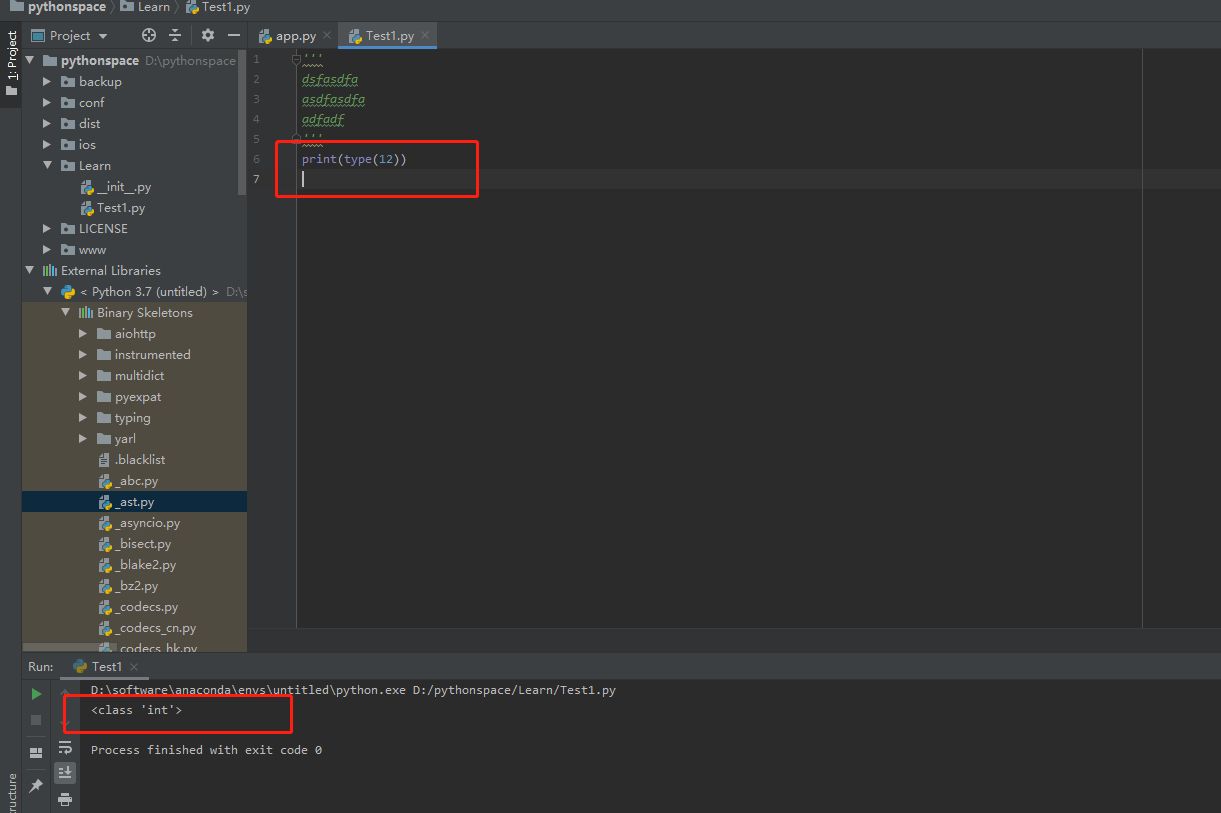 pythonspace Learn Test1.py
1: Project
Project
app.py
Test1.py
pythonspace D:\pythonspace
backup
conf
dist
ios
Learn
__init__.py
Test1.py
LICENSE
www
External Libraries
< Python 3.7 (untitled) > D:\s
Binary Skeletons
aiohttp
instrumented
multidict
pyexpat
typing
yarl
.blacklist
_abc.py
_ast.py
_asyncio.py
_bisect.py
_blake2.py
_bz2.py
_codecs.py
_codecs_cn.py
_codecs_hk.py
1 '''
2 dsfasdfa
3 asdfasdfa
4 adfadf
5 '''
6 print(type(12))
7
Run: Test1
D:\software\anaconda\envs\untitled\python.exe D:/pythonspace/Learn/Test1.py
<class 'int'>
Process finished with exit code 0
ructure